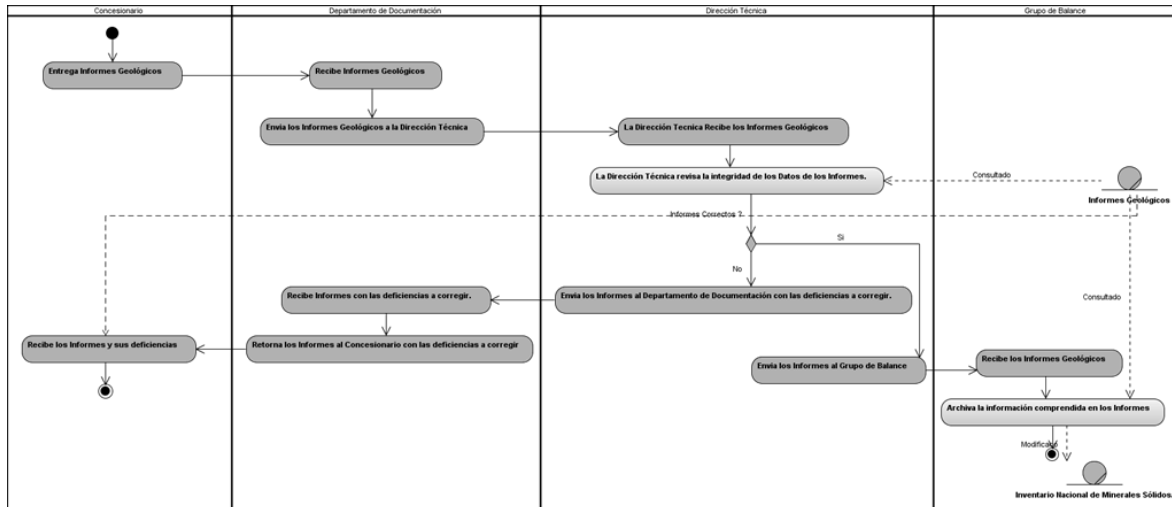 Concesionario
Departamento de Documentación
Dirección Técnica
Grupo de Balance
Entrega Informes Geológicos
Recibe Informes Geológicos
Envia los Informes Geológicos a la Dirección Técnica
La Dirección Tecnica Recibe los Informes Geológicos
La Dirección Técnica revisa la integridad de los Datos de los Informes.
Consultado
Informes Geológicos
Informes Correctos ?
Si
No
Recibe Informes con las deficiencias a corregir.
Envia los Informes al Departamento de Documentación con las deficiencias a corregir.
Consultado
Recibe los Informes y sus deficiencias
Retorna los Informes al Concesionario con las deficiencias a corregir
Envia los Informes al Grupo de Balance
Recibe los Informes Geológicos
Archiva la información comprendida en los Informes
Modificado
Inventario Nacional de Minerales Sólidos.